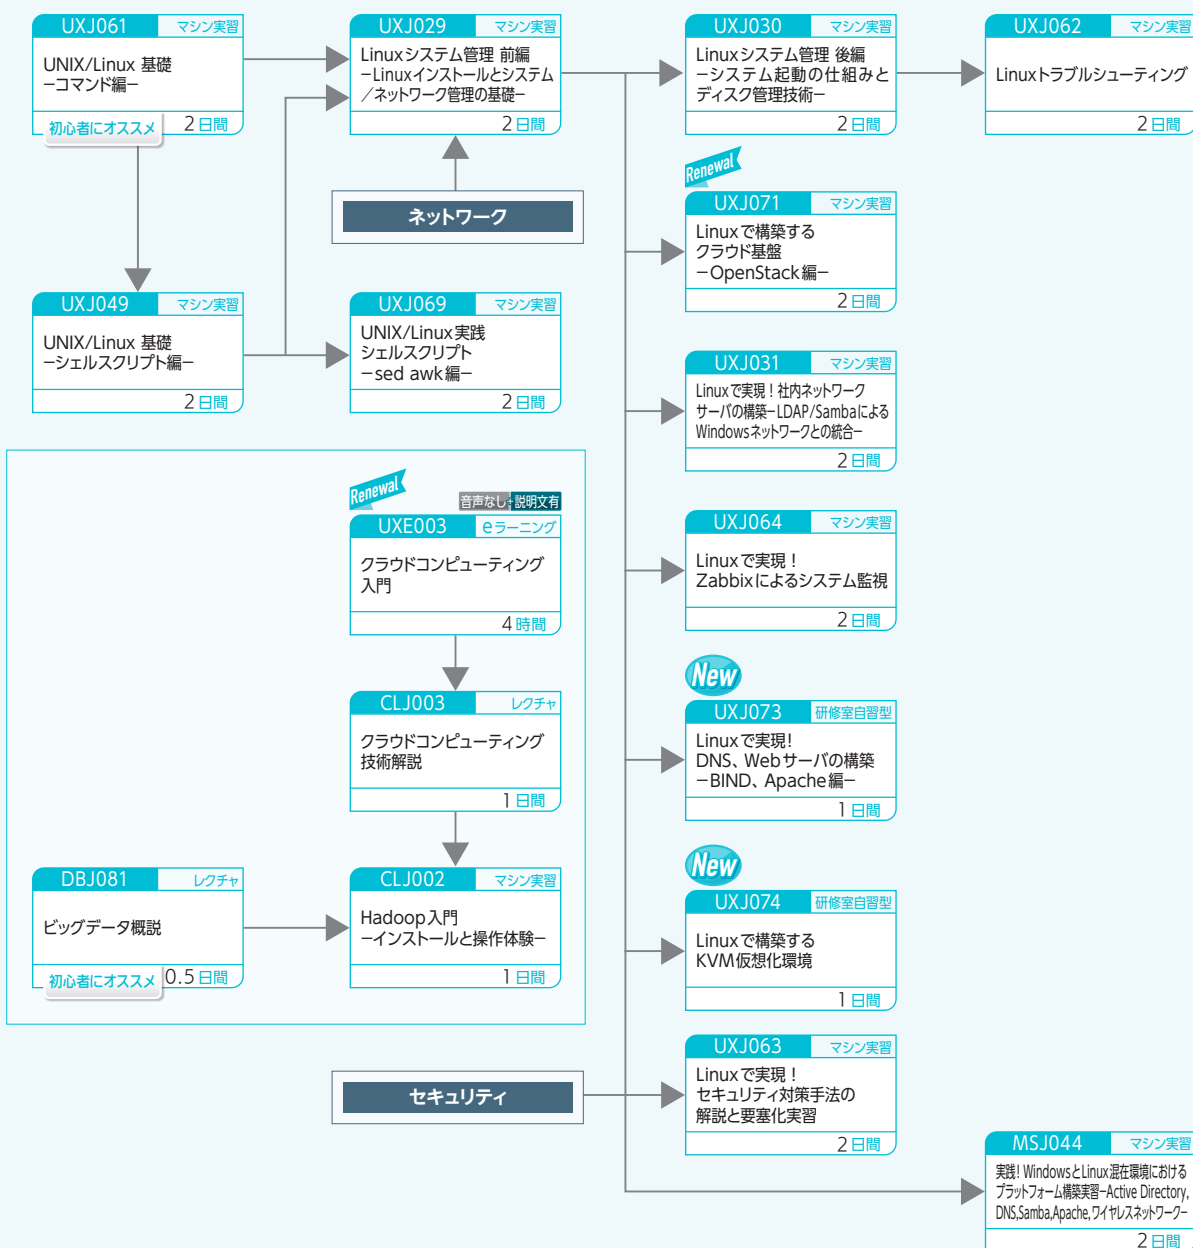 UXJ061 マシン実習
UNIX/Linux 基礎
−コマンド編−
初心者にオススメ 2日間
UXJ029 マシン実習
Linuxシステム管理 前編
−Linuxインストールとシステム
／ネットワーク管理の基礎−
2日間
UXJ030 マシン実習
Linuxシステム管理 後編
−システム起動の仕組みと
ディスク管理技術−
2日間
UXJ062 マシン実習
Linuxトラブルシューティング
2日間
ネットワーク
Renewal
UXJ071 マシン実習
Linuxで構築する
クラウド基盤
−OpenStack編−
2日間
UXJ049 マシン実習
UNIX/Linux 基礎
−シェルスクリプト編−
2日間
UXJ069 マシン実習
UNIX/Linux実践
シェルスクリプト
−sed awk編−
2日間
UXJ031 マシン実習
Linuxで実現！社内ネットワーク
サーバの構築−LDAP/Sambaによる
Windowsネットワークとの統合−
2日間
Renewal
音声なし+説明文有
UXE003 eラーニング
クラウドコンピューティング
入門
4時間
UXJ064 マシン実習
Linuxで実現！
Zabbixによるシステム監視
2日間
CLJ003 レクチャ
クラウドコンピューティング
技術解説
1日間
New
UXJ073 研修室自習型
Linuxで実現！
DNS、Webサーバの構築
−BIND、Apache編−
1日間
DBJ081 レクチャ
ビッグデータ概説
初心者にオススメ 0.5日間
CLJ002 マシン実習
Hadoop入門
−インストールと操作体験−
1日間
New
UXJ074 研修室自習型
Linuxで構築する
KVM仮想化環境
1日間
セキュリティ
UXJ063 マシン実習
Linuxで実現！
セキュリティ対策手法の
解説と要塞化実習
2日間
MSJ044 マシン実習
実践！WindowsとLinux混在環境における
プラットフォーム構築実習−Active Directory,
DNS,Samba,Apache,ワイヤレスネットワーク−
2日間